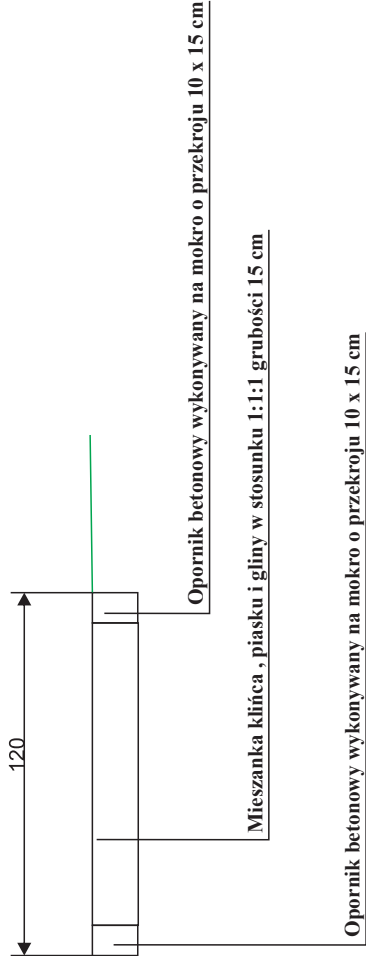 120
Opornik betonowy wykonywany na mokro o przekroju 10 x 15 cm
Mieszanka klińca , piasku i gliny w stosunku 1:1:1 grubości 15 cm
Opornik betonowy wykonywany na mokro o przekroju 10 x 15 cm